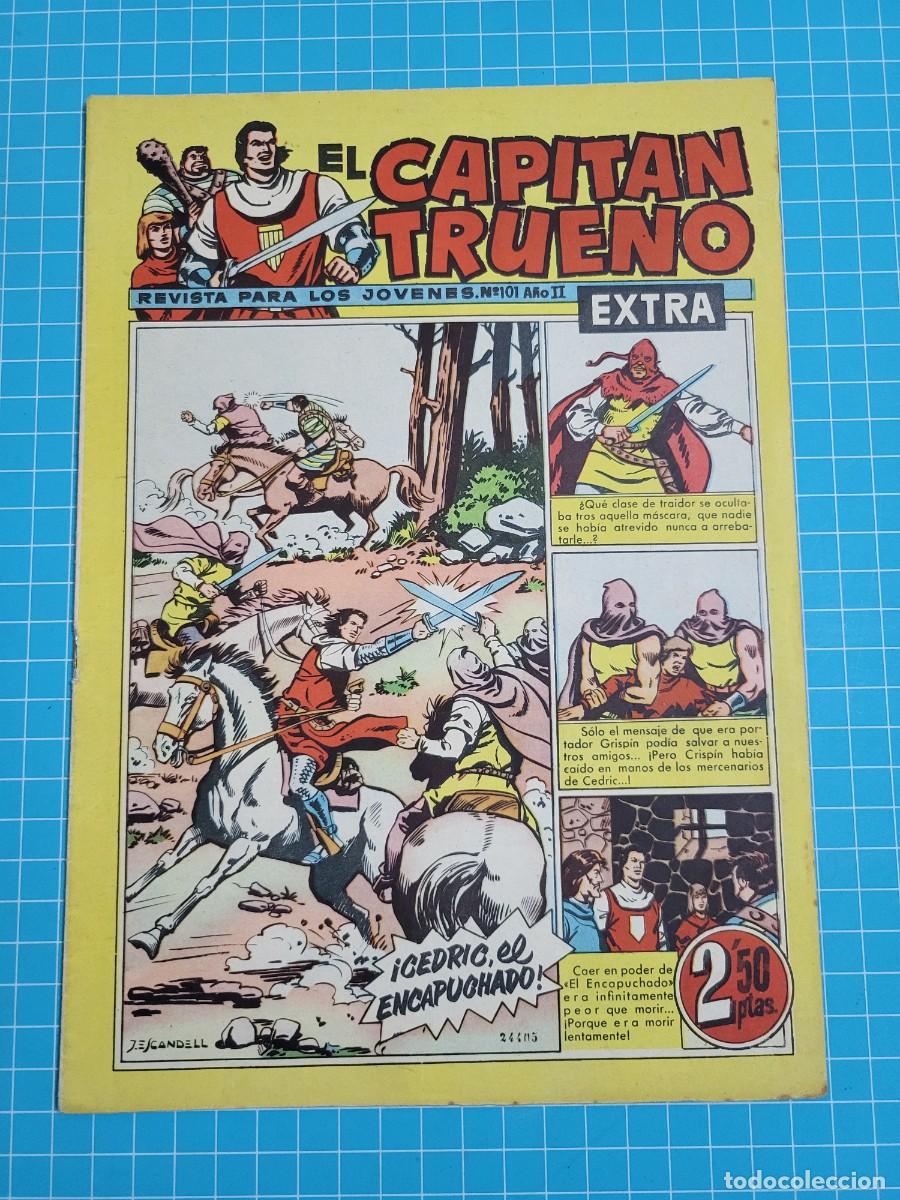 EL CAPITAN
TRUENO
REVISTA PARA LOS JOVENES. Nº101 AÑO II
EXTRA
¿Qué clase de traidor se oculta-
ba tras aquella máscara, que nadie
se había atrevido nunca a arreba-
tarle...?
Sólo el mensaje de que era por-
tador Grispín podía salvar a nues-
tros amigos... ¡Pero Crispín había
caído en manos de los mercenarios
de Cedric...!
Caer en poder de
«El Encapuchado»
era infinitamente
peor que morir...
¡Porque era morir
lentamente!
2'50
ptas.
¡CEDRIC, el
ENCAPUCHADO!
J. ESCANDELL
24405
todocoleccion